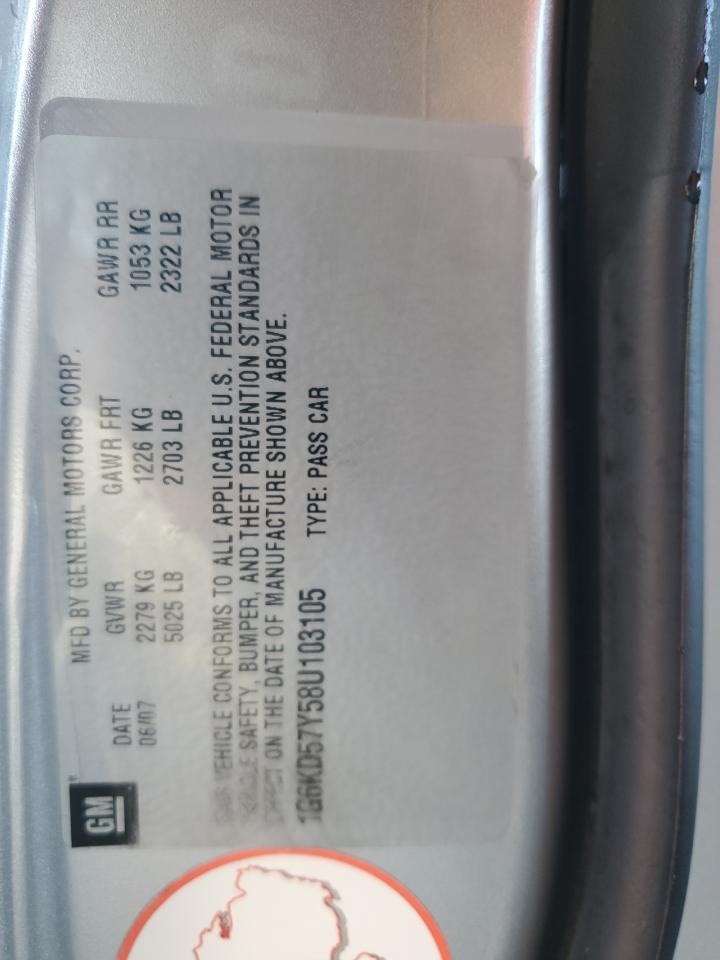 GM
MFD BY GENERAL MOTORS CORP.
DATE GVWR GAWR FRT GAWR RR
06/07 2279 KG 1226 KG 1053 KG
5025 LB 2703 LB 2322 LB
VEHICLE CONFORMS TO ALL APPLICABLE U.S. FEDERAL MOTOR
SAFETY, BUMPER, AND THEFT PREVENTION STANDARDS IN
ON THE DATE OF MANUFACTURE SHOWN ABOVE.
1G6KD57Y58U103105 TYPE: PASS CAR